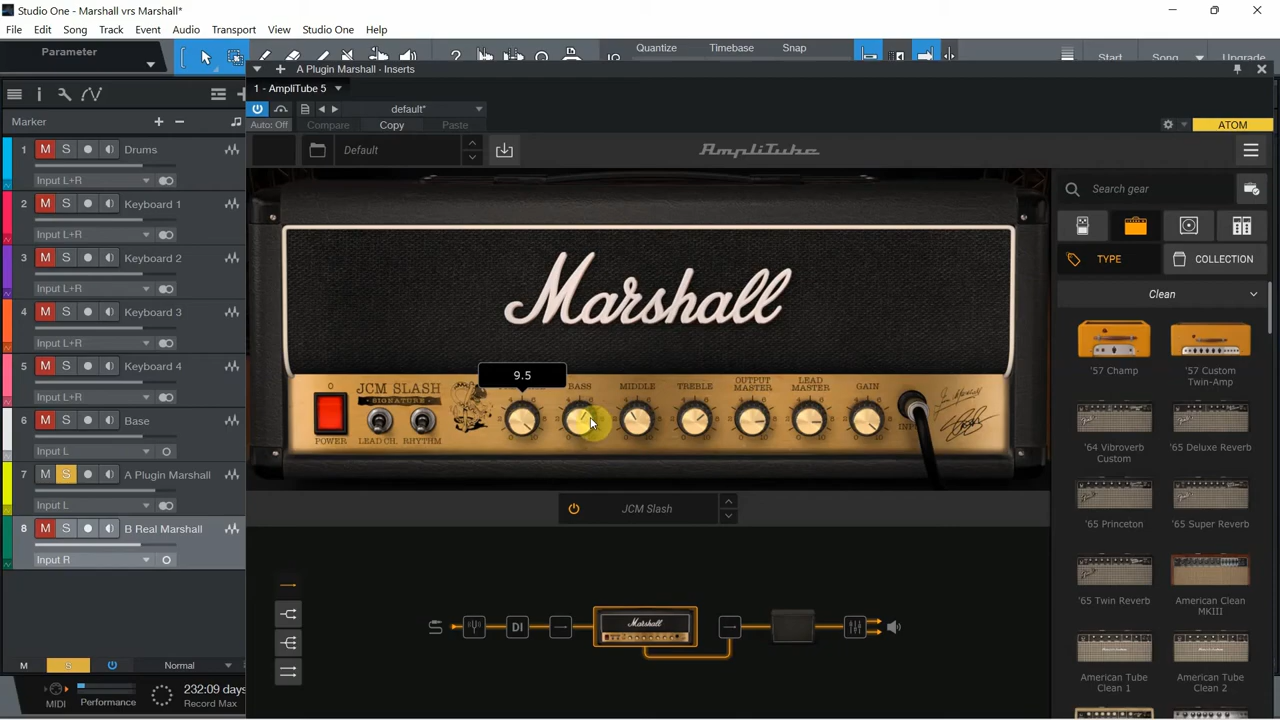 Studio One - Marshall vrs Marshall*
File Edit Song Track Event Audio Transport View Studio One Help
Parameter
Quantize Timebase Snap
Start Song Upgrade
A Plugin Marshall - Inserts
1 - AmpliTube 5
default*
Auto: Off Compare Copy Paste
ATOM
Marker
Default
AmpliTube
Search gear
TYPE COLLECTION
Clean
1 M S Drums
Input L+R
2 M S Keyboard 1
Input L+R
3 M S Keyboard 2
Input L+R
4 M S Keyboard 3
Input L+R
5 M S Keyboard 4
Input L+R
6 M S Base
Input L
7 M S A Plugin Marshall
Input L
8 M S B Real Marshall
Input R
Marshall
9.5
0
POWER
JCM SLASH
SIGNATURE
LEAD CH. RHYTHM
BASS MIDDLE TREBLE OUTPUT MASTER LEAD MASTER GAIN
JCM Slash
DI
Marshall
'57 Champ
'57 Custom Twin-Amp
'64 Vibroverb Custom
'65 Deluxe Reverb
'65 Princeton
'65 Super Reverb
'65 Twin Reverb
American Clean MKIII
American Tube Clean 1
American Tube Clean 2
M S Normal
MIDI Performance
232:09 days
Record Max